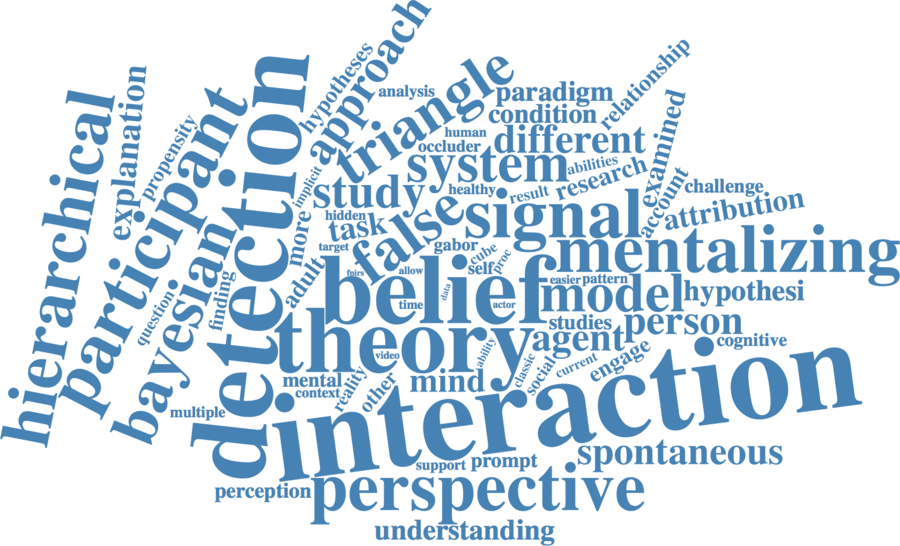 hierarchical
explanation
participant
propensity
bayesian
question
finding
multiple
detection
hypotheses
approach
implicit
more
adult
analysis
triangle
human
occluder
paradigm
condition
different
relationship
system
abilities
study
healthy
result
research
examined
account
challenge
attribution
hidden
task
target
false
signal
gabor
cube
proc
self
mentalizing
fnirs
allow
belief
data
time
actor
easier
pattern
model
hypothesi
theory
video
ability
agent
studies
person
cognitive
mental
context
reality
other
mind
classic
social
current
engage
interaction
support
prompt
spontaneous
perception
perspective
understanding